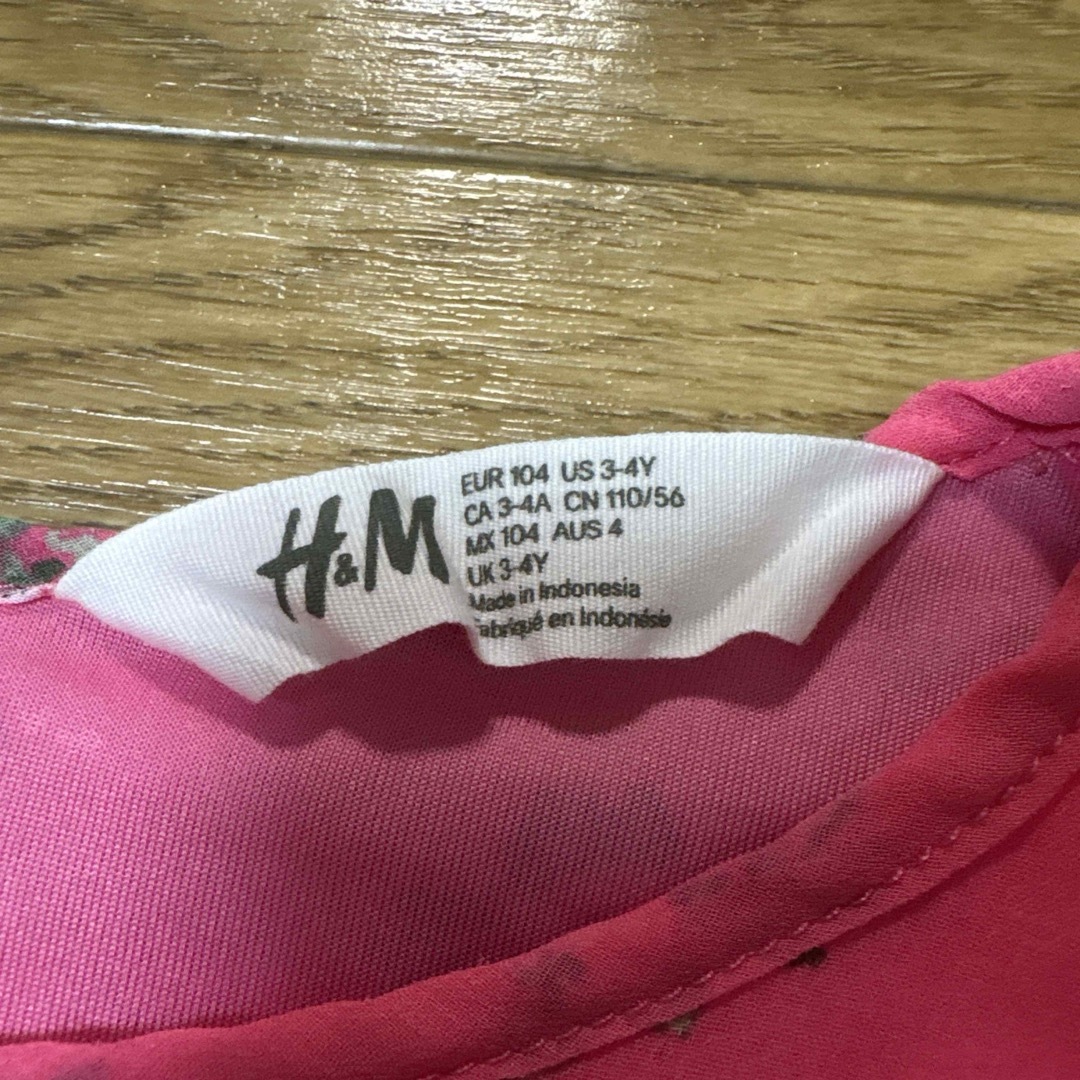 H&M
EUR 104 US 3-4Y
CA 3-4A CN 110/56
MX 104 AUS 4
UK 3-4Y
Made in Indonesia
Fabriqué en Indonésie